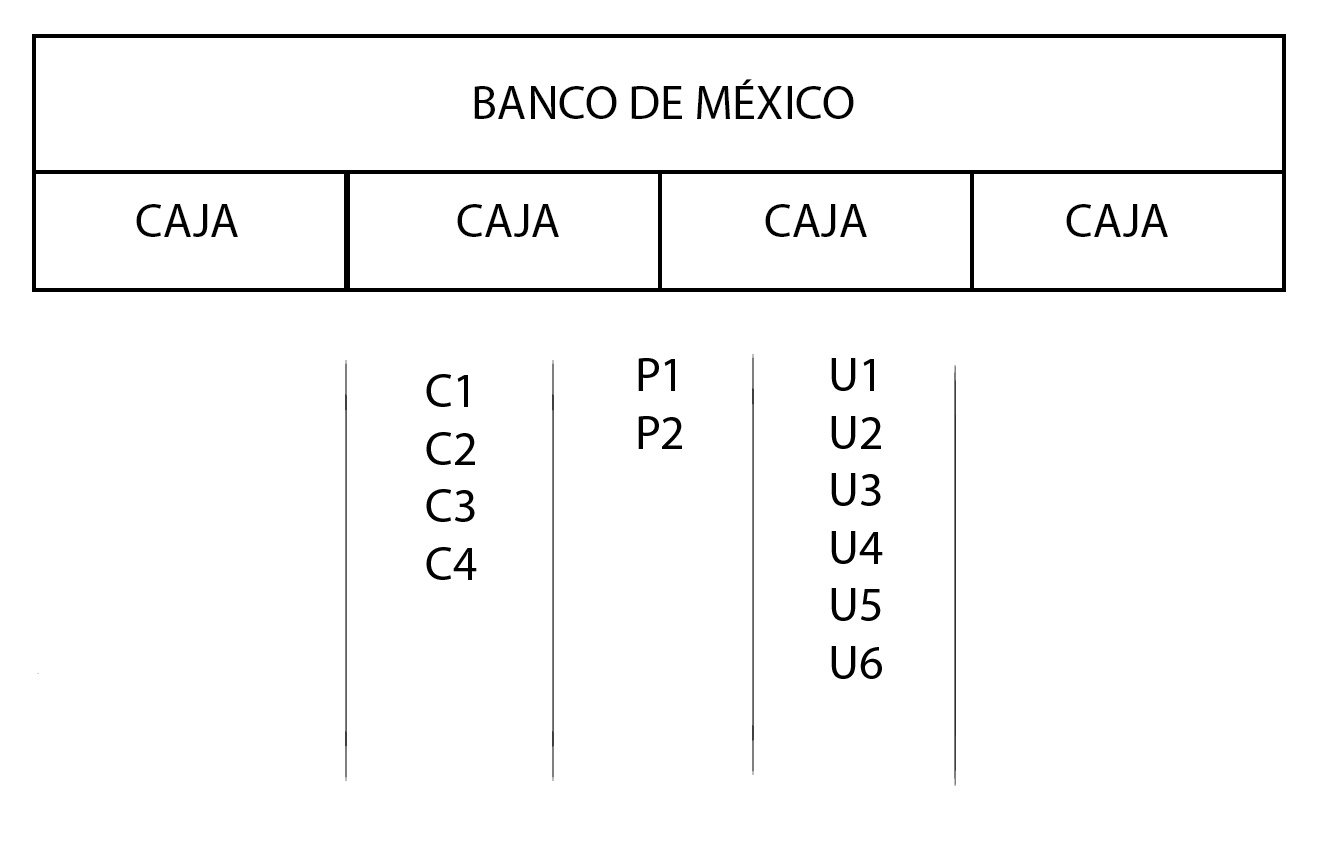 BANCO DE MÉXICO
CAJA CAJA CAJA CAJA
C1
C2
C3
C4
P1
P2
U1
U2
U3
U4
U5
U6